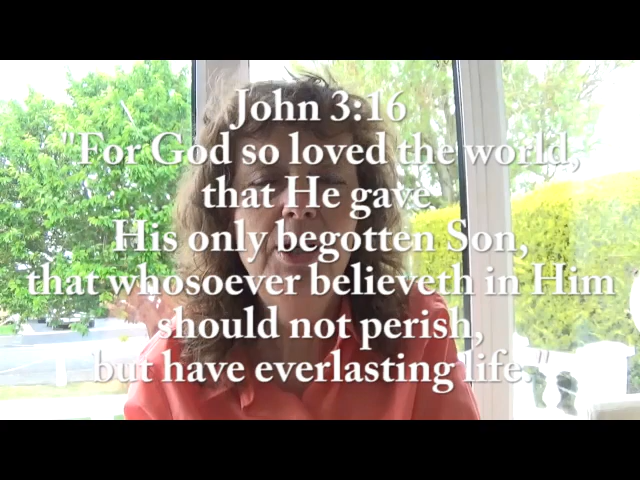 John 3:16
"For God so loved the world,
that He gave
His only begotten Son,
that whosoever believeth in Him
should not perish,
but have everlasting life."